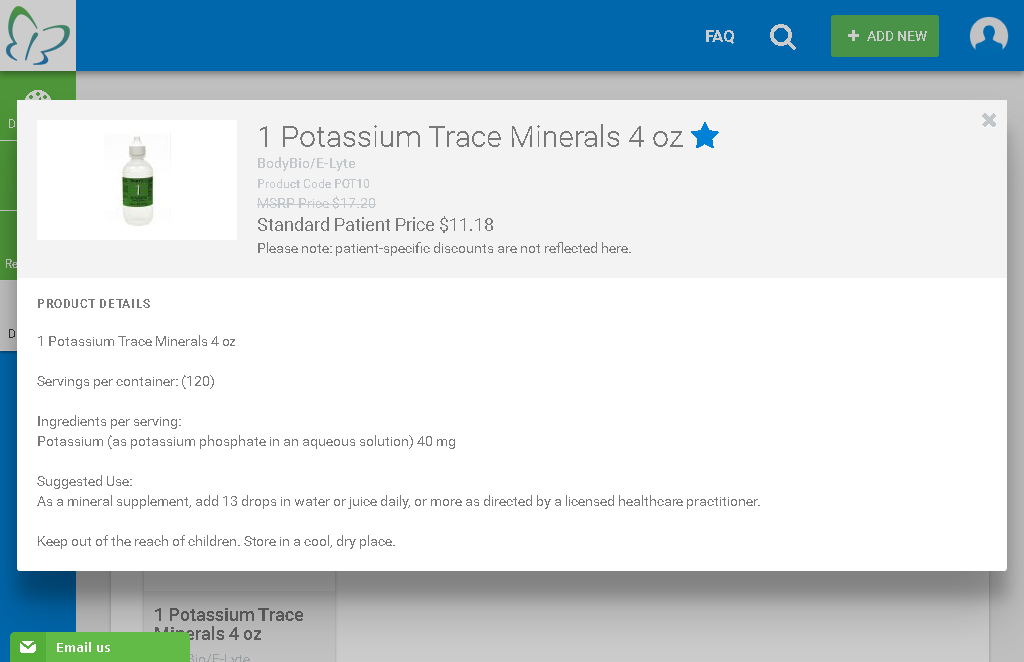 FAQ
+ ADD NEW
D
Re
D
1 Potassium Trace Minerals 4 oz
BodyBio/E-Lyte
Product Code POT10
MSRP Price $17.20
Standard Patient Price $11.18
Please note: patient-specific discounts are not reflected here.
1
PRODUCT DETAILS
1 Potassium Trace Minerals 4 oz
Servings per container: (120)
Ingredients per serving:
Potassium (as potassium phosphate in an aqueous solution) 40 mg
Suggested Use:
As a mineral supplement, add 13 drops in water or juice daily, or more as directed by a licensed healthcare practitioner.
Keep out of the reach of children. Store in a cool, dry place.
1 Potassium Trace
Minerals 4 oz
Bio/E-Lyte
Email us